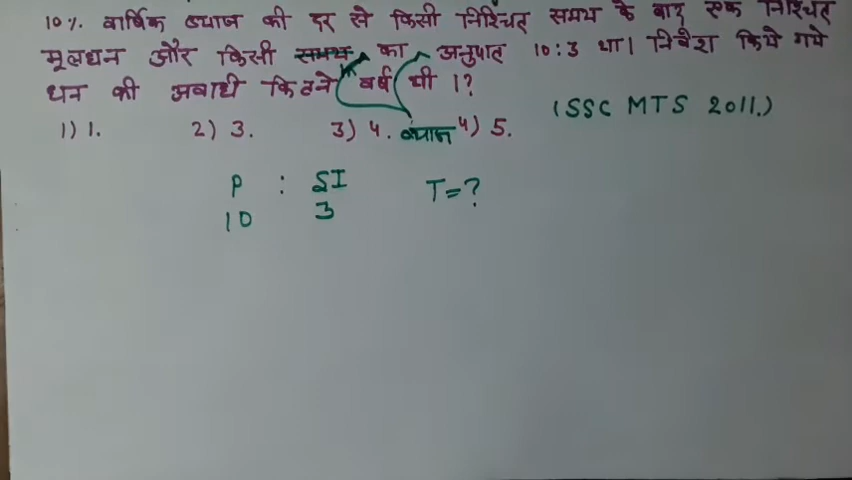 10%. वार्षिक ब्याज की दर से किसी निश्चित समय के बाद एक निश्चित
मूलधन और किसी समय का अनुपात 10:3 था। निवेश किये गये
धन की अवाधी कितने वर्ष थी ।?
(SSC MTS 2011.)
1) 1. 2) 3. 3) 4. ब्याज 4) 5.
P : SI T=?
10 3